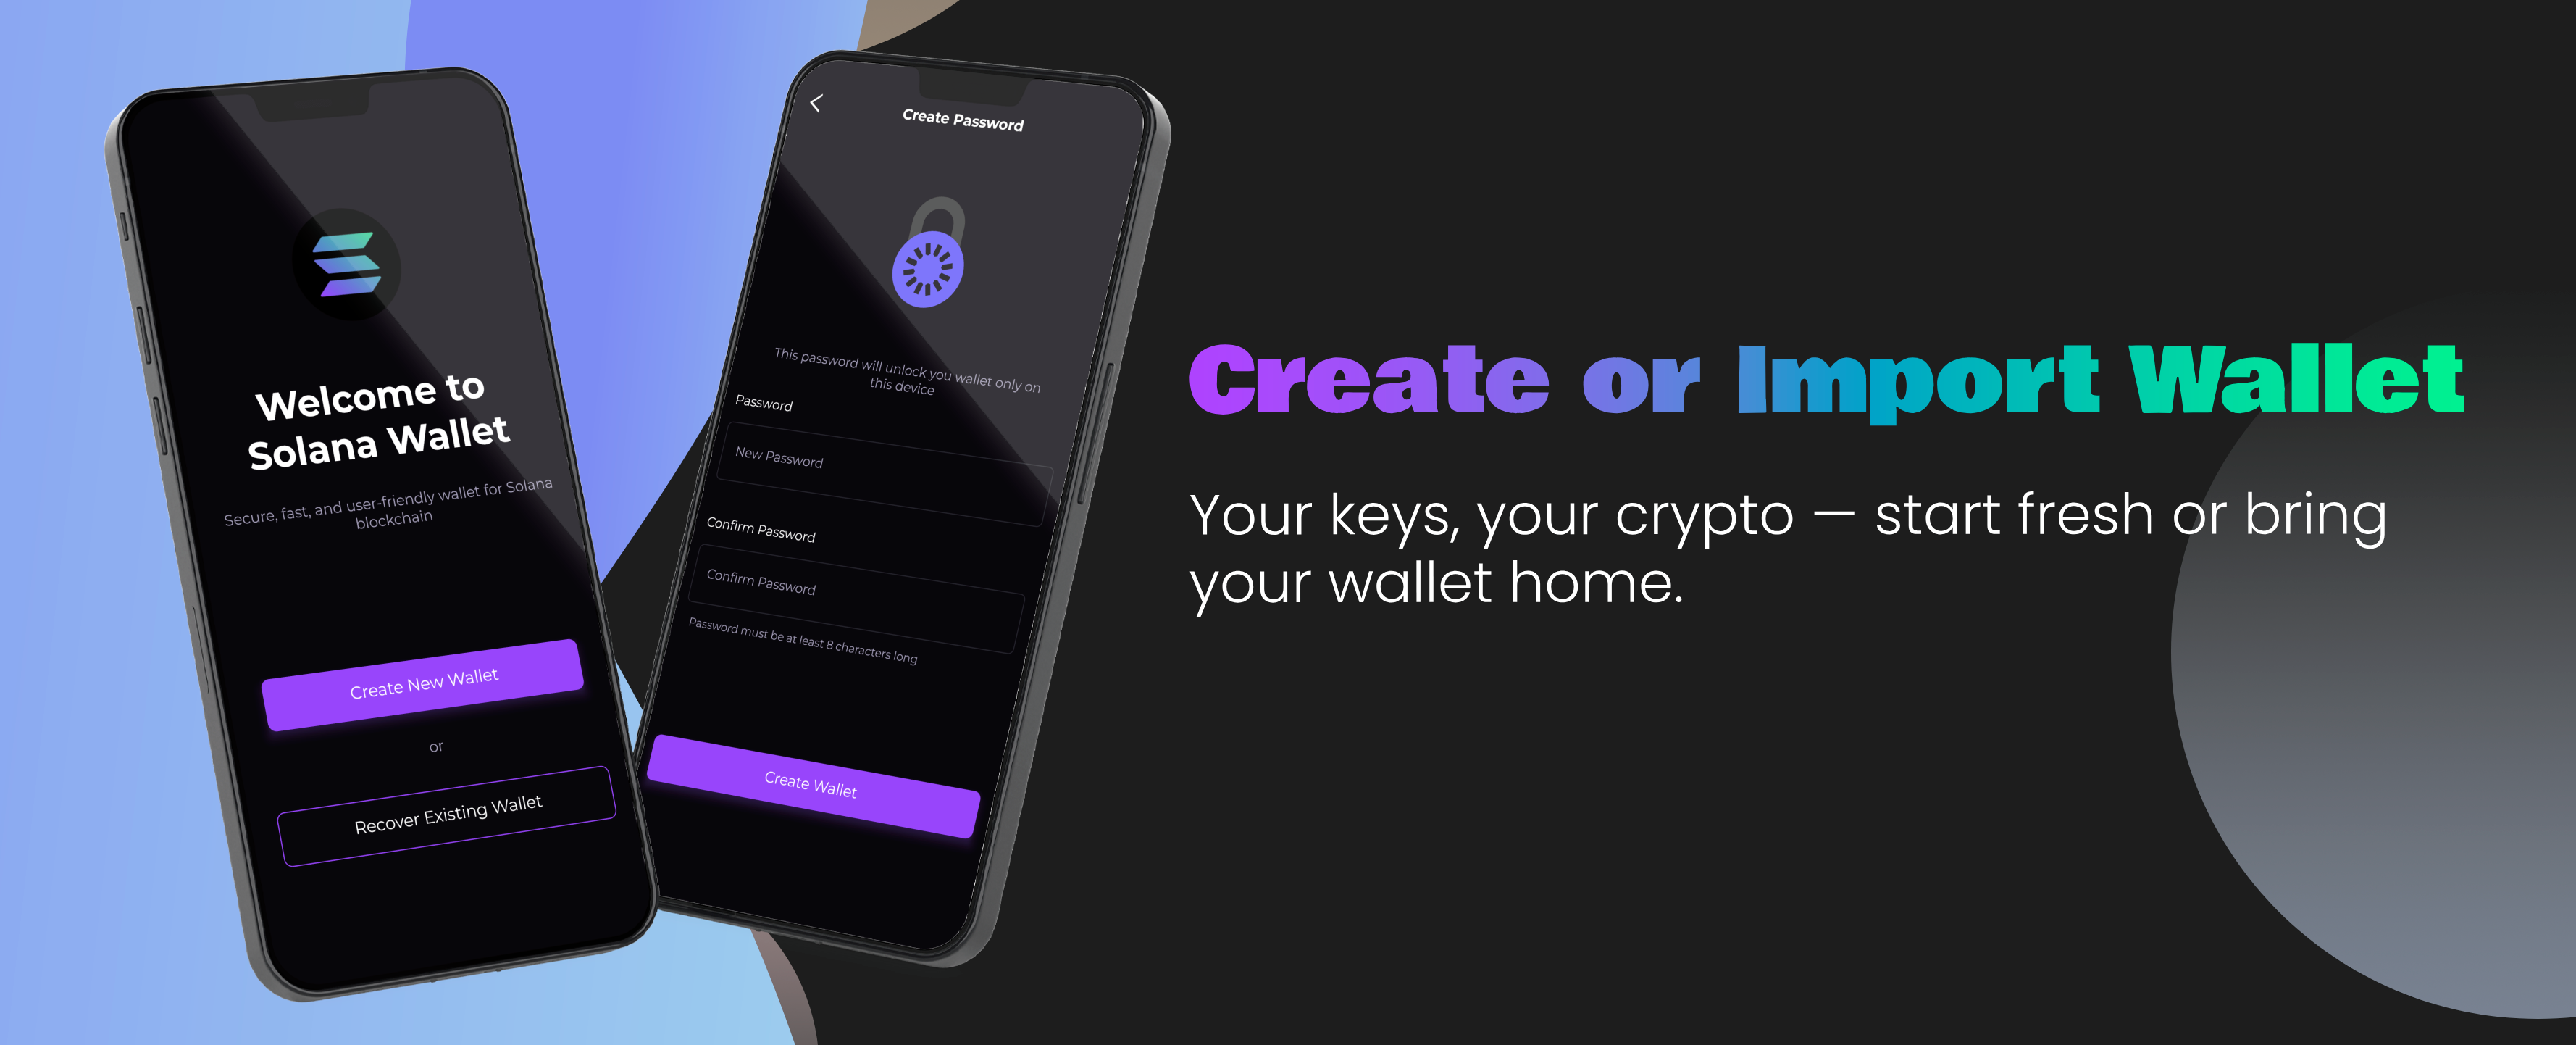 Welcome to
Solana Wallet
Secure, fast, and user-friendly wallet for Solana
blockchain
Create New Wallet
or
Recover Existing Wallet
Create Password
This password will unlock you wallet only on
this device
Password
New Password
Confirm Password
Confirm Password
Password must be at least 8 characters long
Create Wallet
Create or Import Wallet
Your keys, your crypto — start fresh or bring
your wallet home.